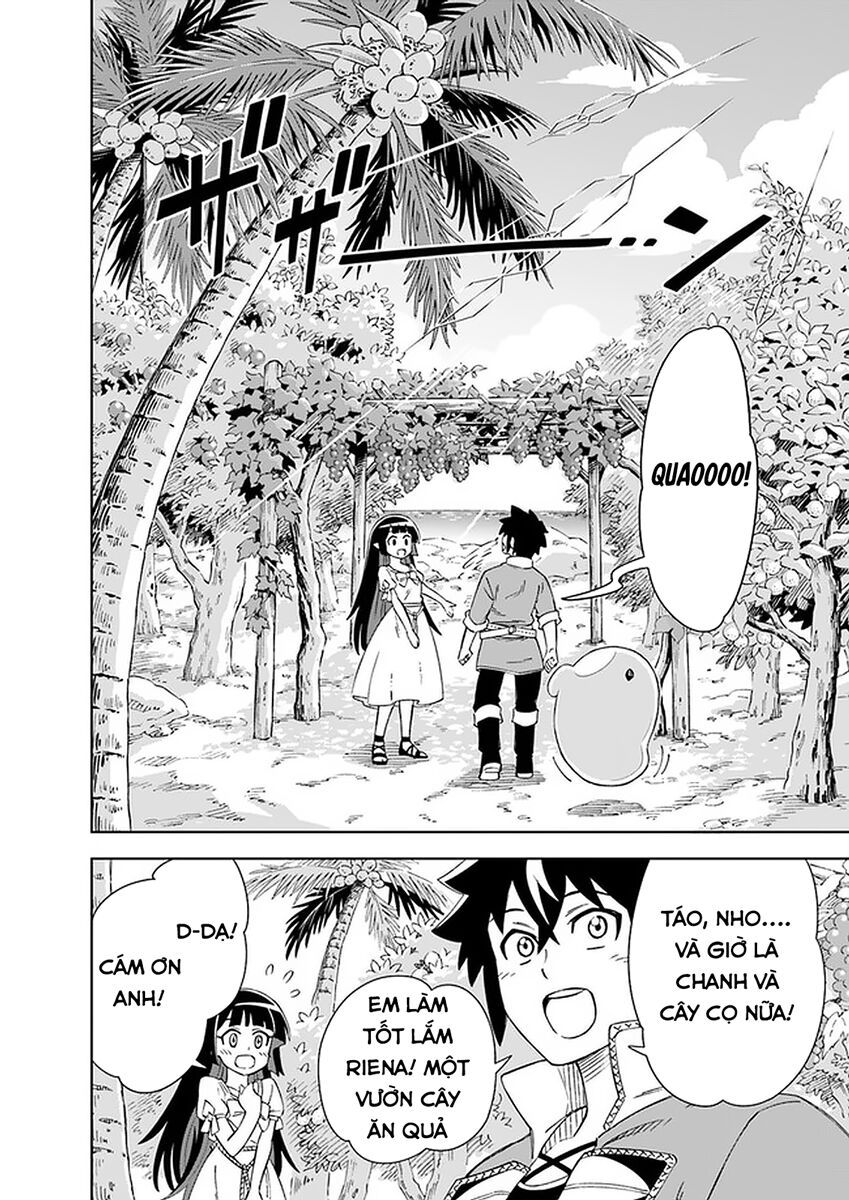 ザザーーン
QUAOOOO!
TÁO, NHO....
VÀ GIỜ LÀ
CHANH VÀ
CÂY CỌ NỮA!
EM LÀM
TỐT LẮM
RIENA! MỘT
VƯỜN CÂY
ĂN QUẢ
D-DẠ!
CÁM ƠN
ANH!